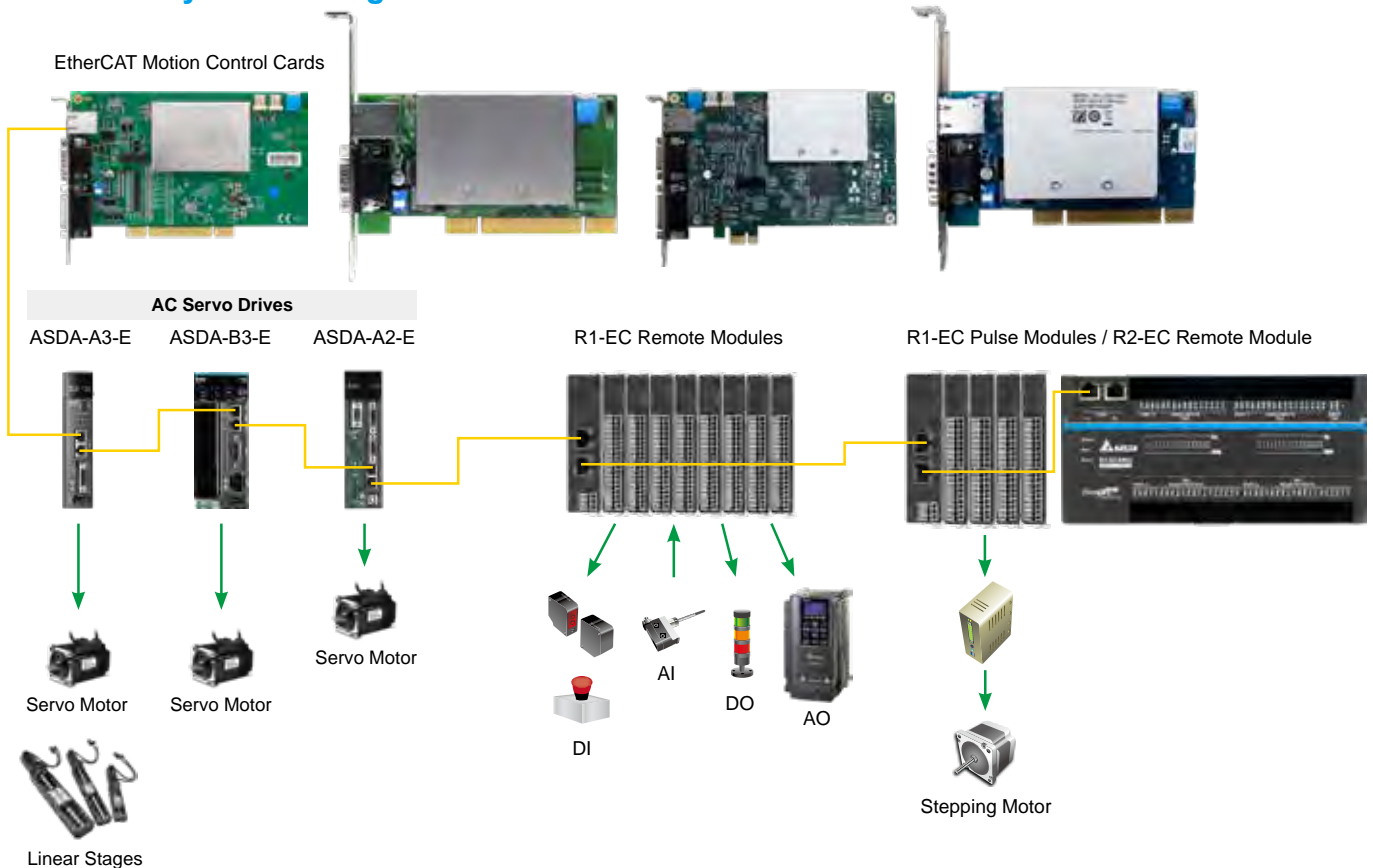 EtherCAT Motion Control Cards
AC Servo Drives
ASDA-A3-E
ASDA-B3-E
ASDA-A2-E
R1-EC Remote Modules
R1-EC Pulse Modules / R2-EC Remote Module
Servo Motor
Servo Motor
Servo Motor
AI
DO
AO
DI
Stepping Motor
Linear Stages